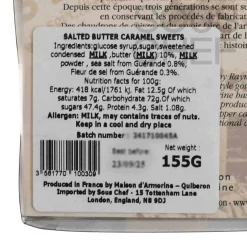 Depuis cette époque, trois générations se sont
en conservant les procédés de fabricat
SALTED BUTTER CARAMEL SWEETS
Ingredients:glucose syrup,sugar,sweetened
condensed MILK ,butter (MILK) 10%, MILK
powder , sea salt from Guérande 0.8%,
Fleur de sel from Guérande 0.3%.
Nutrition facts for 100g:
Energy: 418 kcal/1761 kj. Fat 12.5g Of which
saturates 7g. Carbohydrate 72g.Of which
sugars 47.4g. Protein 4.3g. Salt 1.08g.
Allergen: MILK, may contain traces of nuts.
Keep in a cool and dry place
Batch number :
Best before:
155G
3 561770 100309
Produced in France by Maison d'Armorine - Quiberon
Imported by Sous Chef - 15 Tottenham Lane
London, England, N8 9DJ